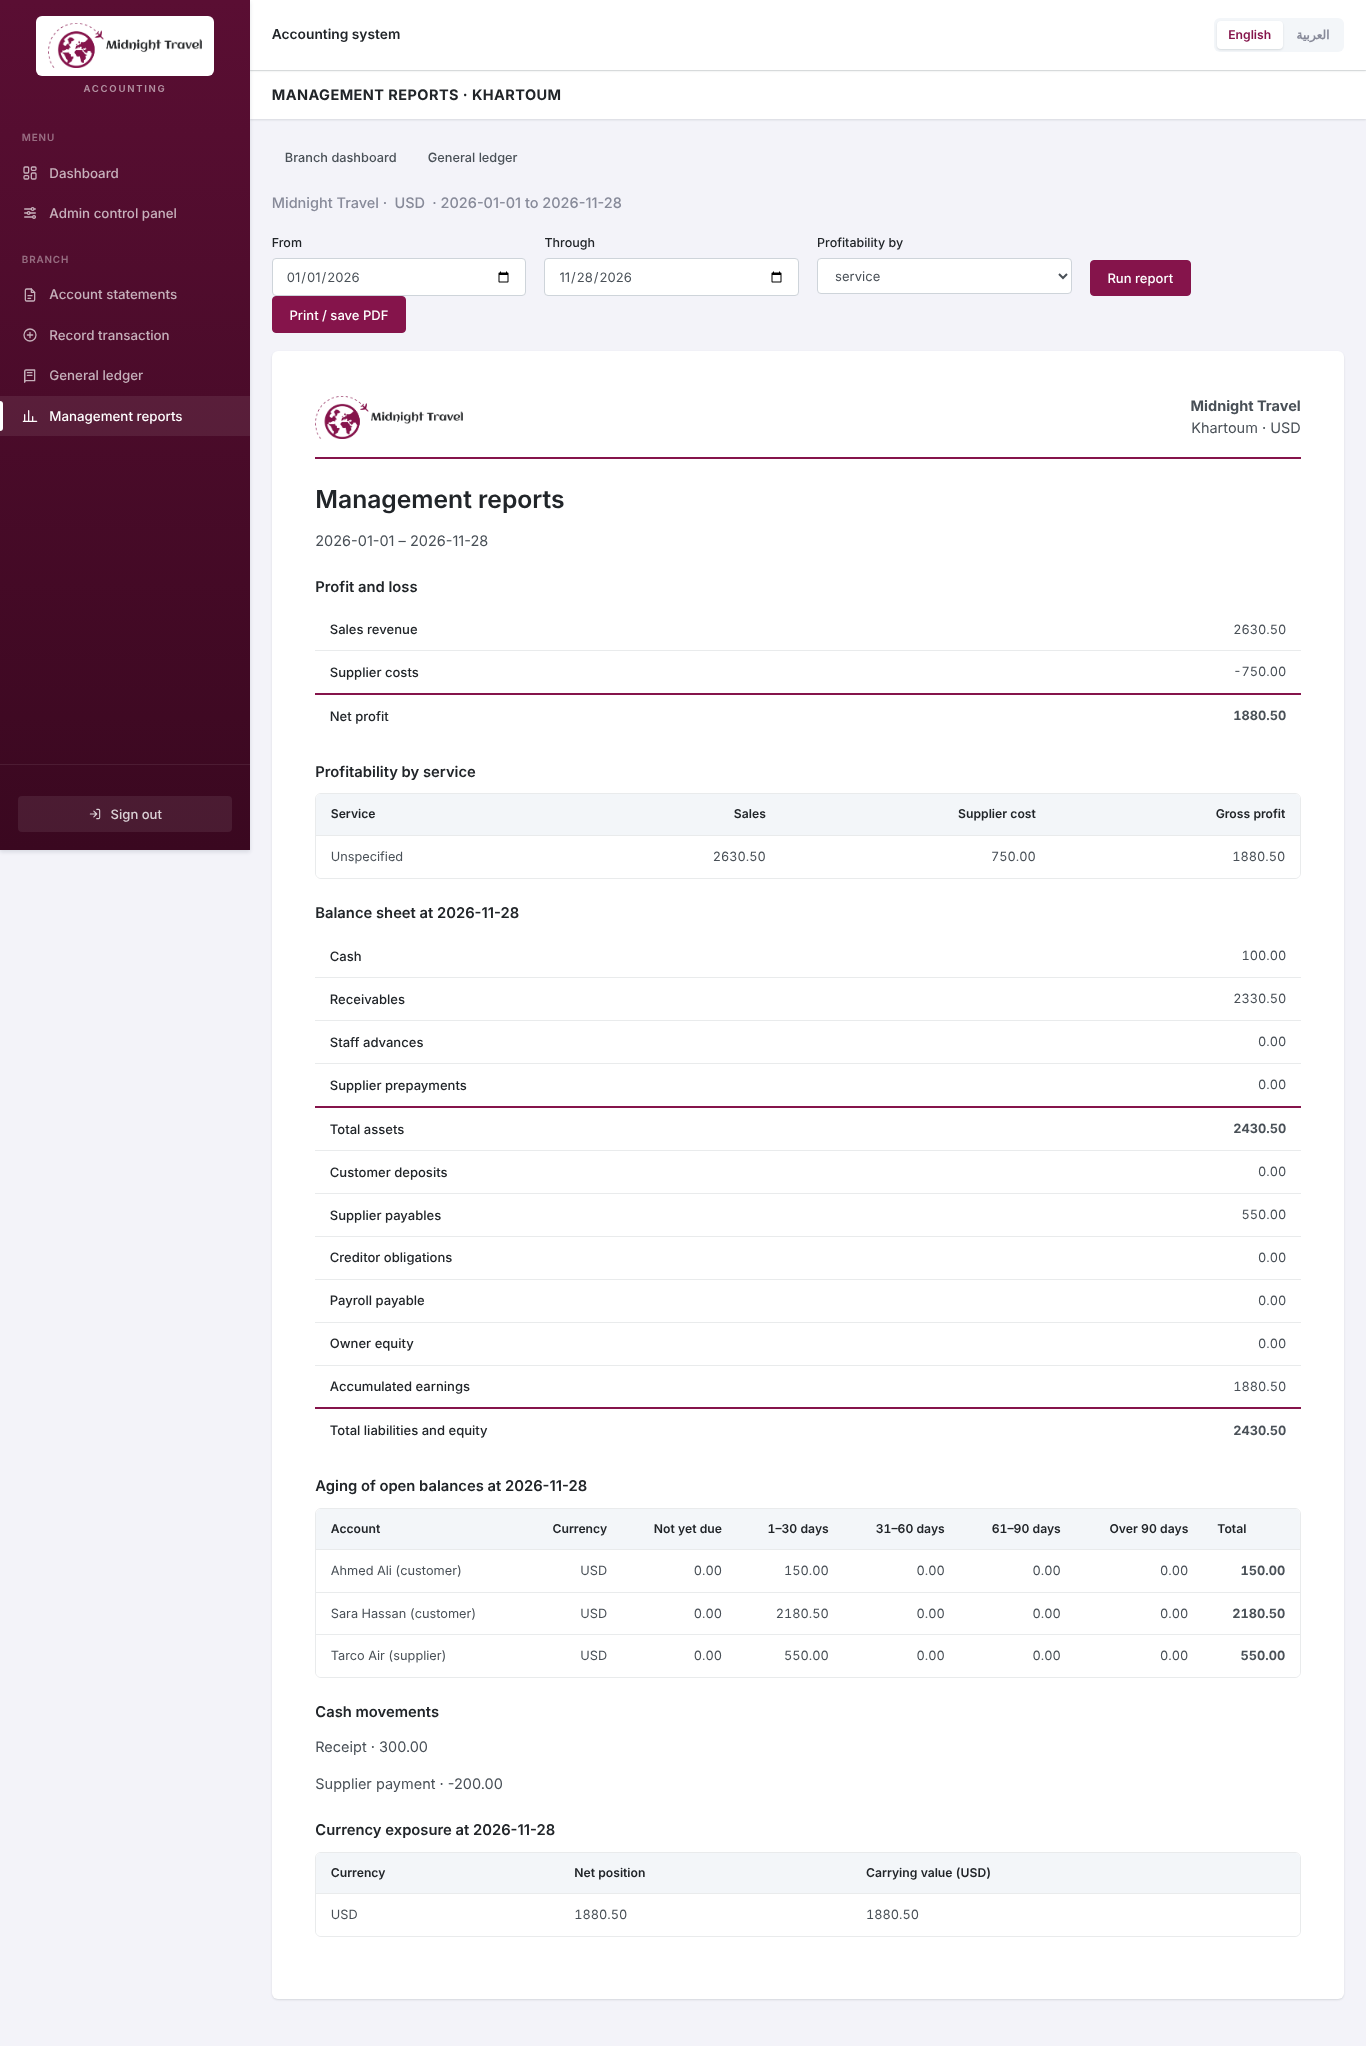 Midnight Travel
ACCOUNTING
MENU
Dashboard
Admin control panel
BRANCH
Account statements
Record transaction
General ledger
Management reports
Sign out
Accounting system
English العربية
MANAGEMENT REPORTS · KHARTOUM
Branch dashboard General ledger
Midnight Travel · USD · 2026-01-01 to 2026-11-28
From Through Profitability by
01/01/2026 11/28/2026 service Run report
Print / save PDF
Midnight Travel
Midnight Travel
Khartoum · USD
Management reports
2026-01-01 – 2026-11-28
Profit and loss
Sales revenue 2630.50
Supplier costs -750.00
Net profit 1880.50
Profitability by service
Service Sales Supplier cost Gross profit
Unspecified 2630.50 750.00 1880.50
Balance sheet at 2026-11-28
Cash 100.00
Receivables 2330.50
Staff advances 0.00
Supplier prepayments 0.00
Total assets 2430.50
Customer deposits 0.00
Supplier payables 550.00
Creditor obligations 0.00
Payroll payable 0.00
Owner equity 0.00
Accumulated earnings 1880.50
Total liabilities and equity 2430.50
Aging of open balances at 2026-11-28
Account Currency Not yet due 1–30 days 31–60 days 61–90 days Over 90 days Total
Ahmed Ali (customer) USD 0.00 150.00 0.00 0.00 0.00 150.00
Sara Hassan (customer) USD 0.00 2180.50 0.00 0.00 0.00 2180.50
Tarco Air (supplier) USD 0.00 550.00 0.00 0.00 0.00 550.00
Cash movements
Receipt · 300.00
Supplier payment · -200.00
Currency exposure at 2026-11-28
Currency Net position Carrying value (USD)
USD 1880.50 1880.50